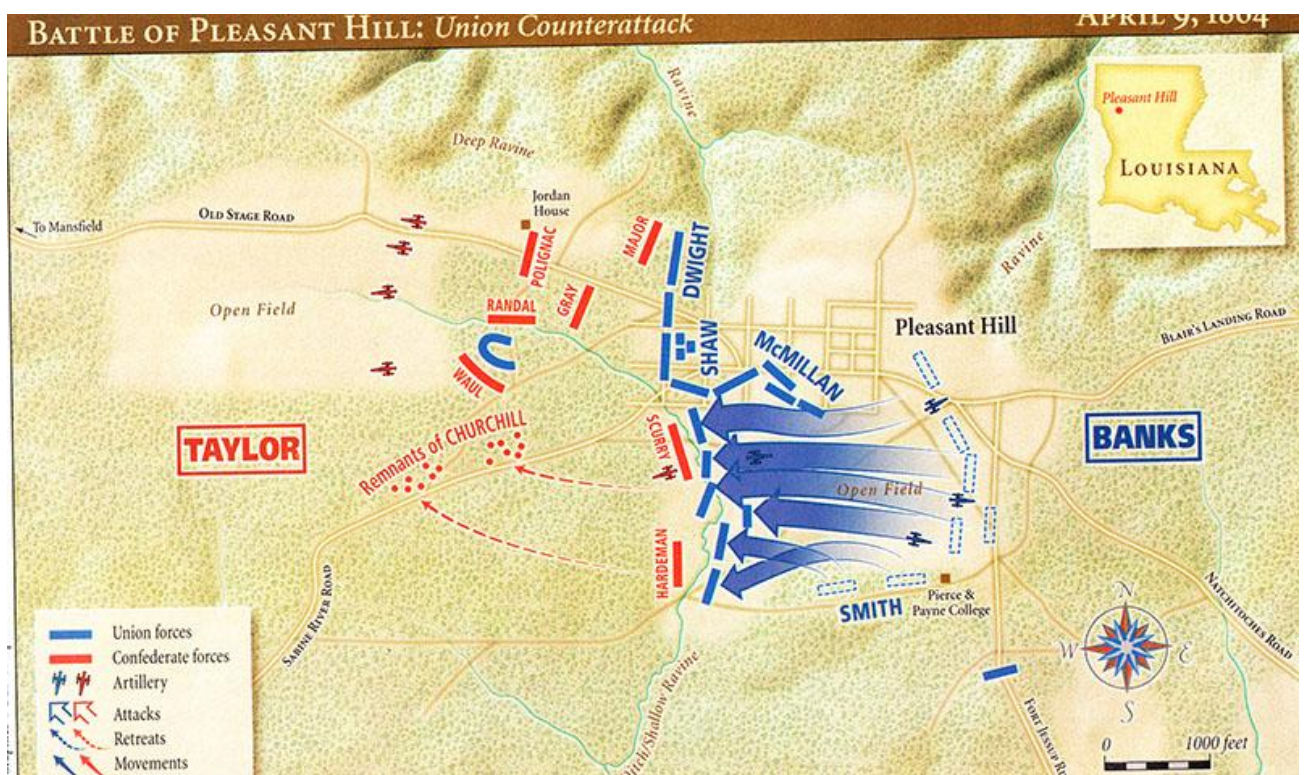 BATTLE OF PLEASANT HILL: Union Counterattack
APRIL 9, 1864
Ravine
Pleasant Hill
LOUISIANA
Deep Ravine
Jordan
House
To Mansfield
OLD STAGE ROAD
POLIGNAC
MAJOR
DWIGHT
Ravine
Open Field
RANDAL
GRAY
SHAW
McMILLAN
Pleasant Hill
BLAIR'S LANDING ROAD
WAUL
TAYLOR
Remnants of CHURCHILL
SCURRY
BANKS
Open Field
HARDEMAN
SMITH
Pierce &
Payne College
NATCHITOCHES ROAD
SABINE RIVER ROAD
Union forces
Confederate forces
Artillery
Attacks
Retreats
Movements
Ditch/Shallow Ravine
FORT JESSUP
N
W
E
S
0 1000 feet